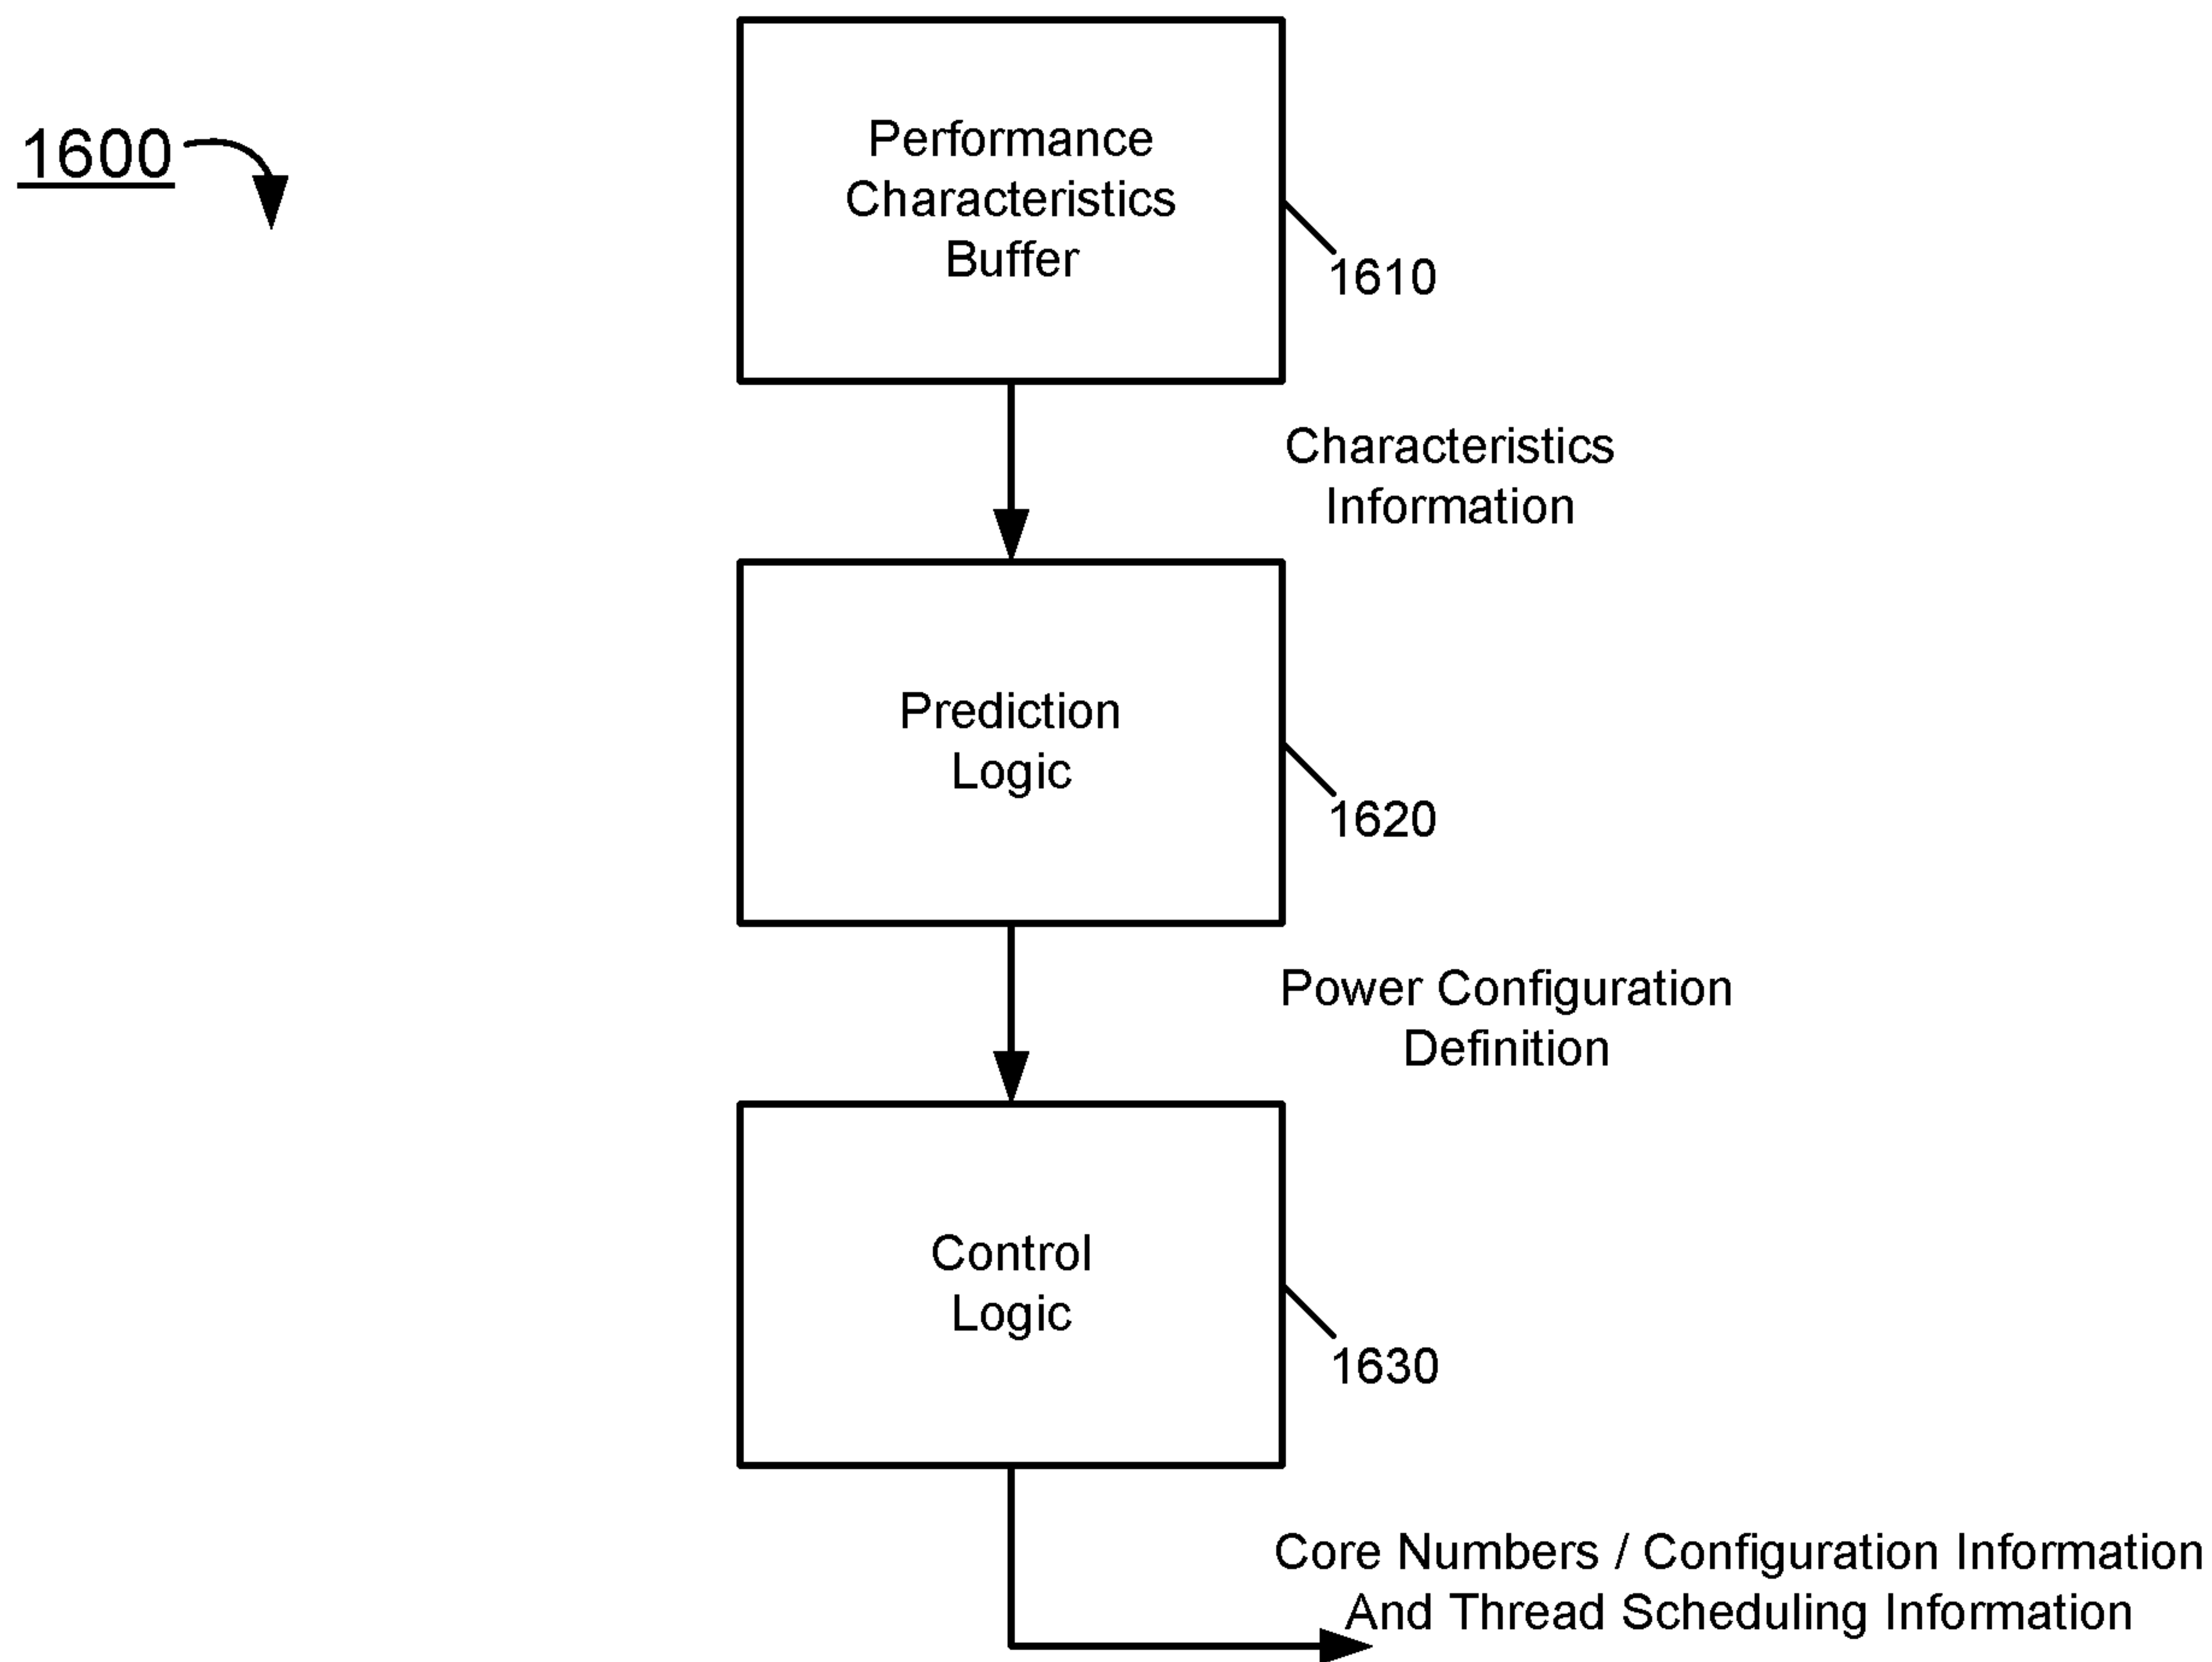 1600
Performance
Characteristics
Buffer
1610
Characteristics
Information
Prediction
Logic
1620
Power Configuration
Definition
Control
Logic
1630
Core Numbers / Configuration Information
And Thread Scheduling Information